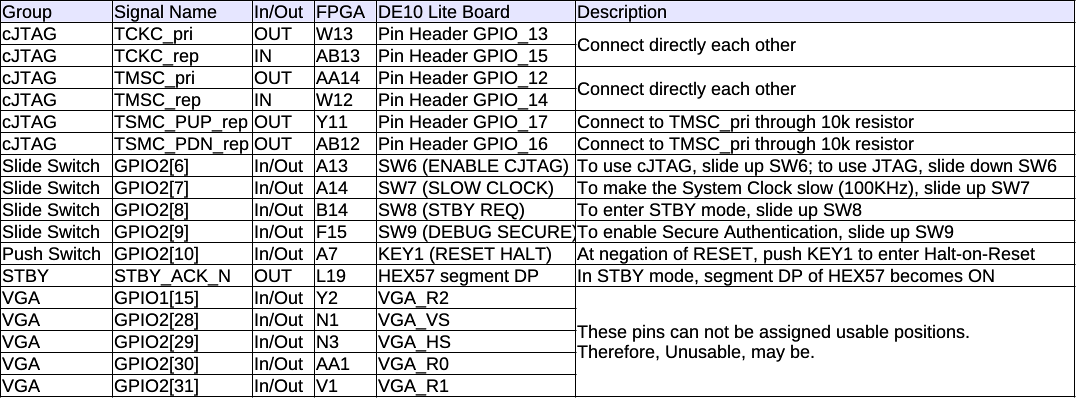 Group Signal Name In/Out FPGA DE10 Lite Board Description
cJTAG TCKC_pri OUT W13 Pin Header GPIO_13 Connect directly each other
cJTAG TCKC_rep IN AB13 Pin Header GPIO_15
cJTAG TMSC_pri OUT AA14 Pin Header GPIO_12 Connect directly each other
cJTAG TMSC_rep IN W12 Pin Header GPIO_14
cJTAG TSMC_PUP_rep OUT Y11 Pin Header GPIO_17 Connect to TMSC_pri through 10k resistor
cJTAG TSMC_PDN_rep OUT AB12 Pin Header GPIO_16 Connect to TMSC_pri through 10k resistor
Slide Switch GPIO2[6] In/Out A13 SW6 (ENABLE CJTAG) To use cJTAG, slide up SW6; to use JTAG, slide down SW6
Slide Switch GPIO2[7] In/Out A14 SW7 (SLOW CLOCK) To make the System Clock slow (100KHz), slide up SW7
Slide Switch GPIO2[8] In/Out B14 SW8 (STBY REQ) To enter STBY mode, slide up SW8
Slide Switch GPIO2[9] In/Out F15 SW9 (DEBUG SECURE) To enable Secure Authentication, slide up SW9
Push Switch GPIO2[10] In/Out A7 KEY1 (RESET HALT) At negation of RESET, push KEY1 to enter Halt-on-Reset
STBY STBY_ACK_N OUT L19 HEX57 segment DP In STBY mode, segment DP of HEX57 becomes ON
VGA GPIO1[15] In/Out Y2 VGA_R2
VGA GPIO2[28] In/Out N1 VGA_VS These pins can not be assigned usable positions.
VGA GPIO2[29] In/Out N3 VGA_HS Therefore, Unusable, may be.
VGA GPIO2[30] In/Out AA1 VGA_R0
VGA GPIO2[31] In/Out V1 VGA_R1